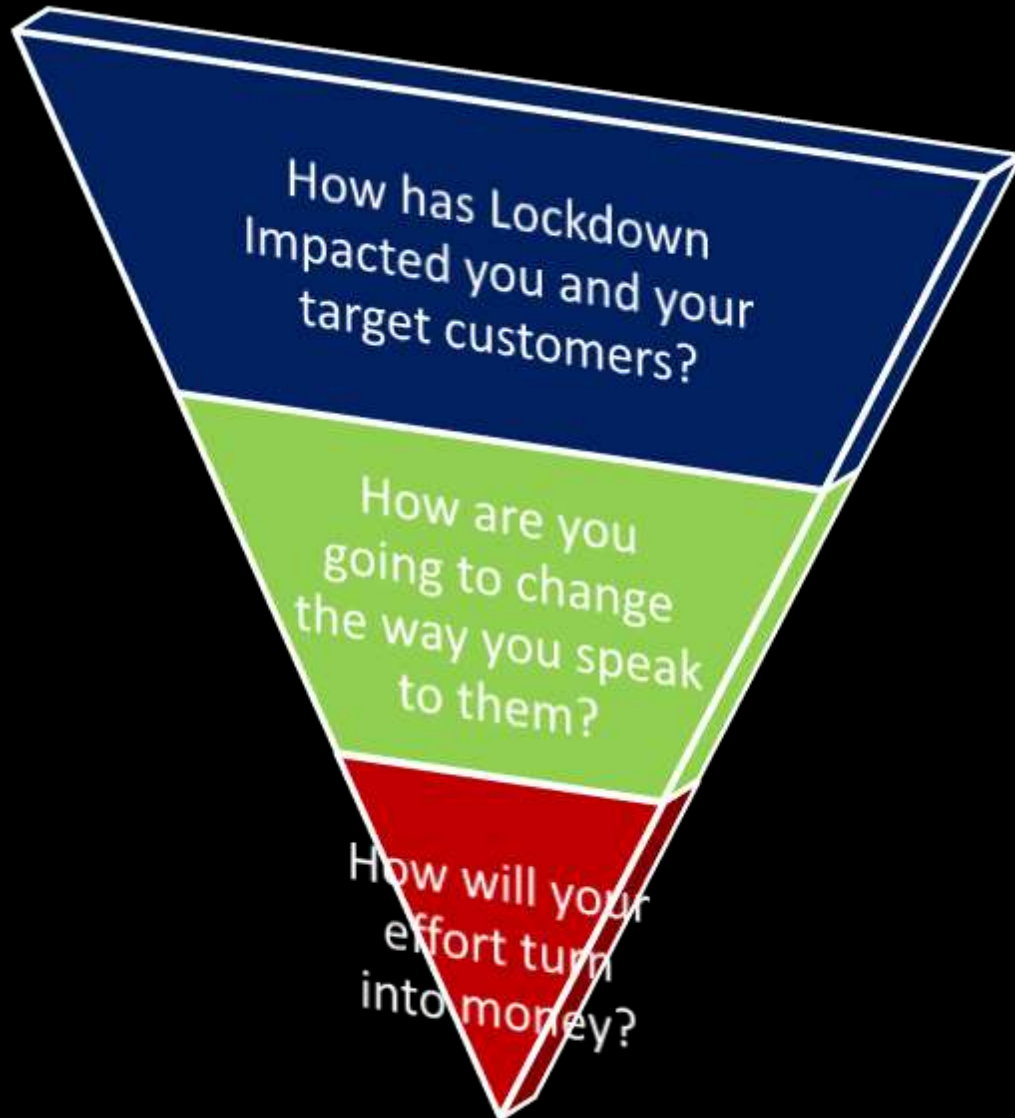 How has Lockdown
Impacted you and your
target customers?
How are you
going to change
the way you speak
to them?
How will your
effort turn
into money?